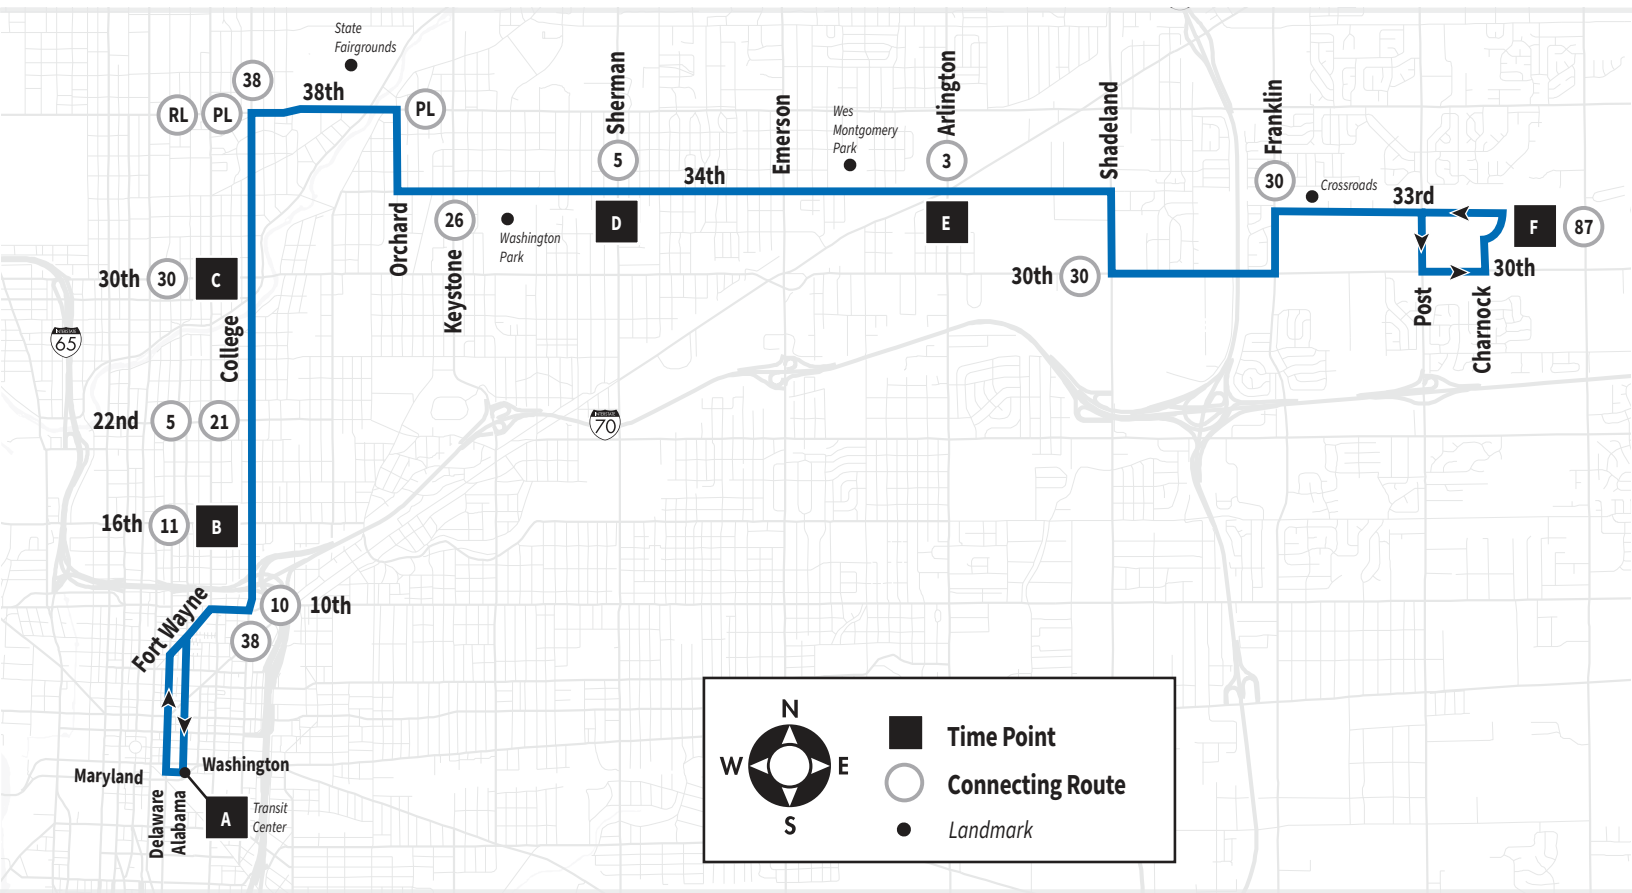 State
Fairgrounds
38
RL
PL
38th
PL
Sherman
5
34th
Emerson
Wes
Montgomery
Park
Arlington
3
Shadeland
Franklin
30
Crossroads
33rd
F
87
30th
Post
Charnock
Orchard
26
Keystone
Washington
Park
D
E
30th
30
30th
30
C
College
INTERSTATE
65
22nd
5
21
INTERSTATE
70
16th
11
B
Fort Wayne
10
10th
38
Maryland
Washington
Delaware
Alabama
A
Transit
Center
N
W
E
S
Time Point
Connecting Route
Landmark